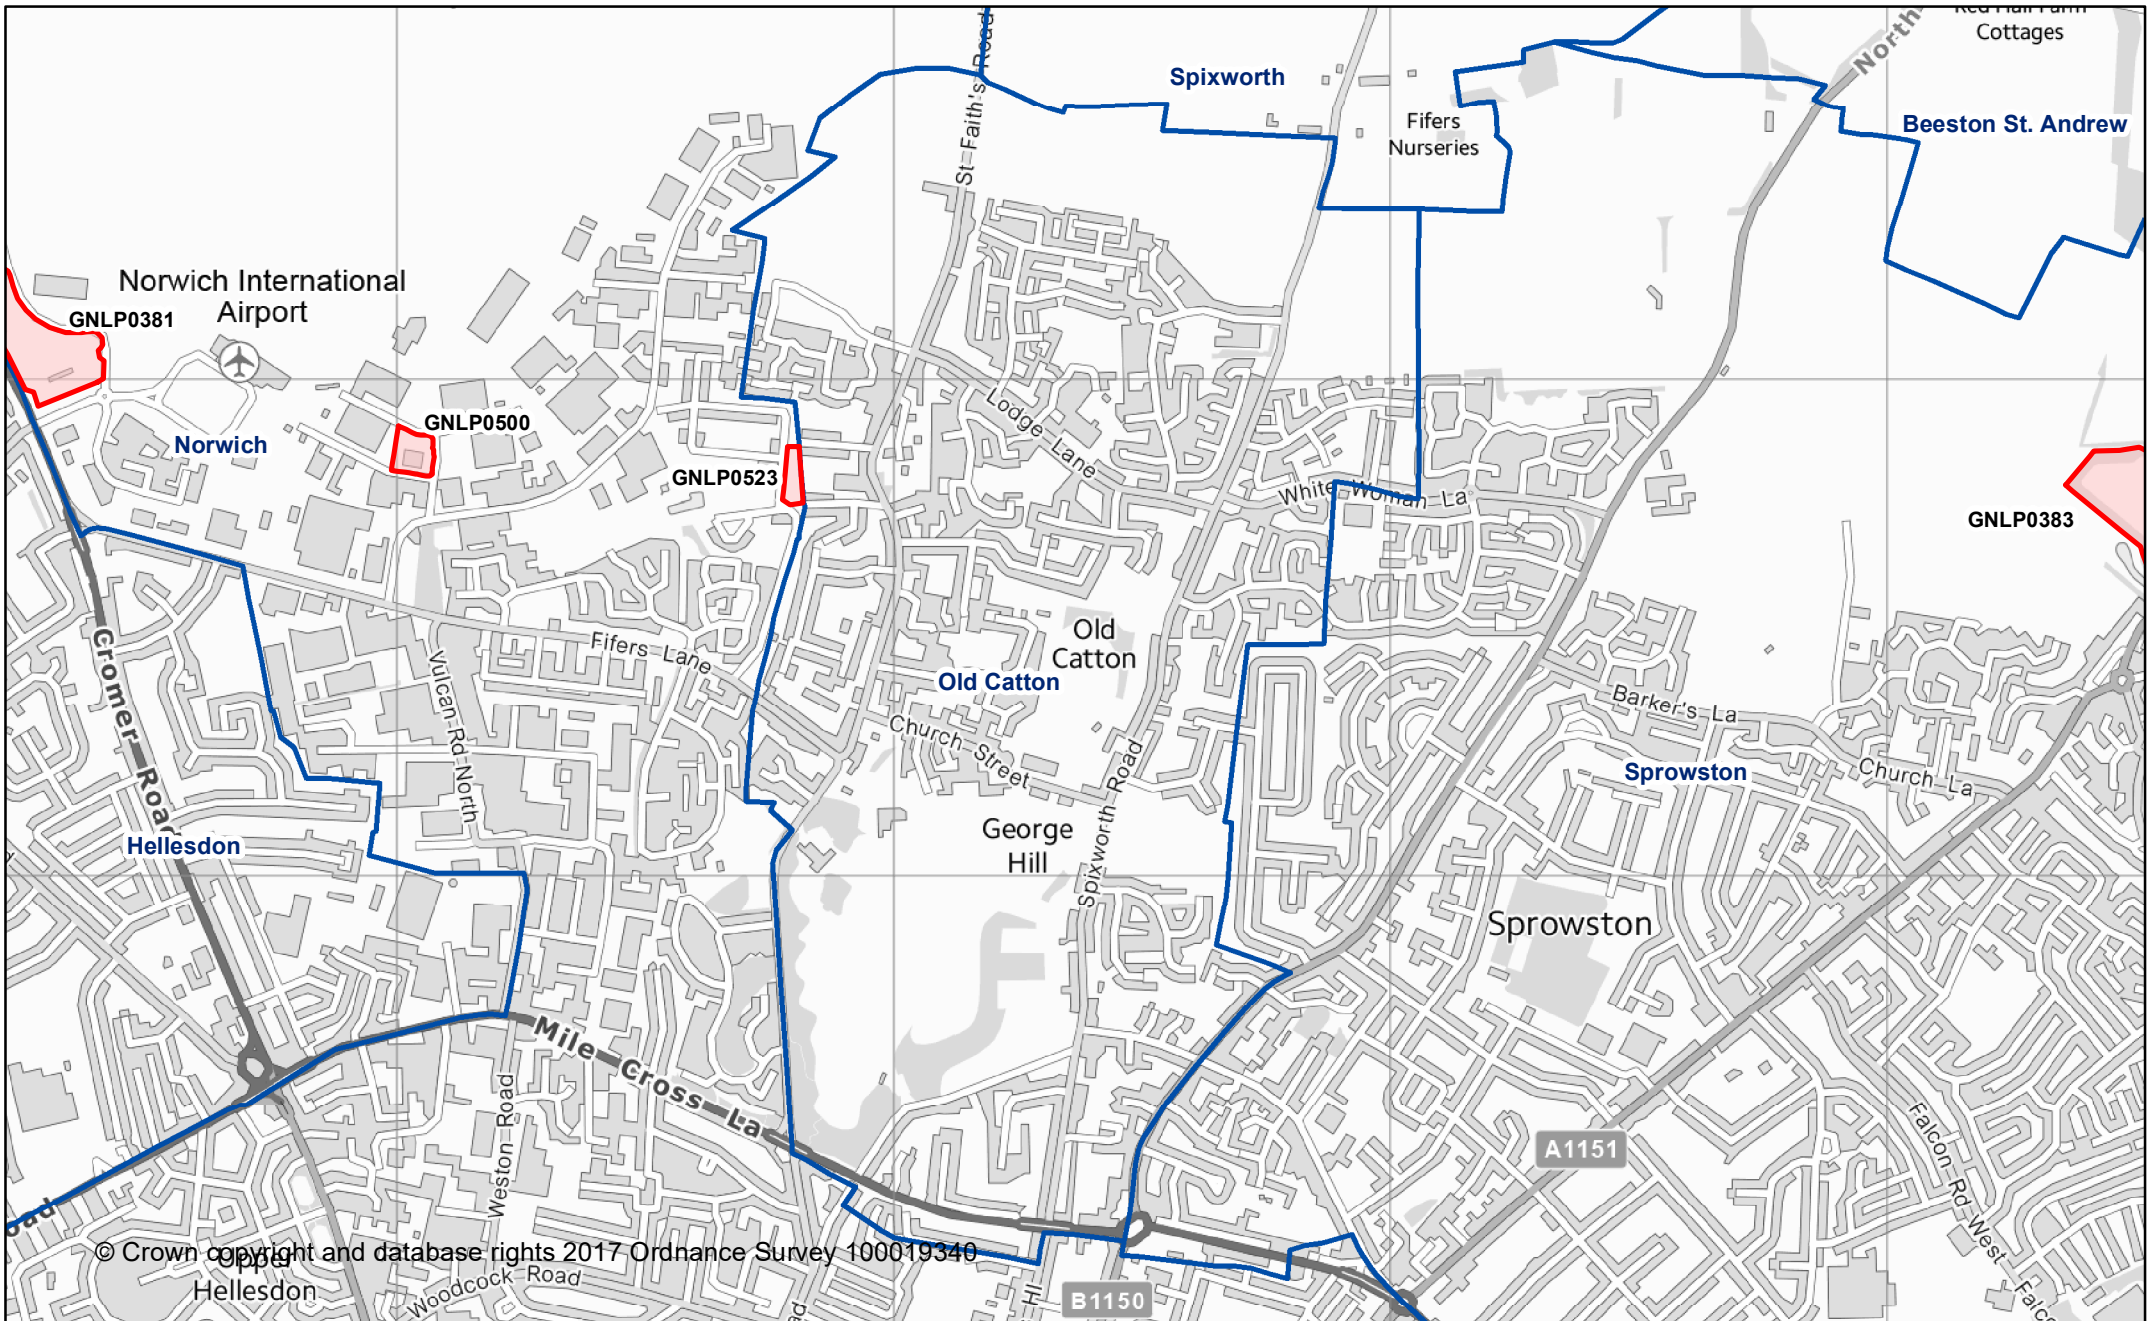 Red Hall Farm
Cottages
North
St Faith's Road
Spixworth
Beeston St. Andrew
Fifers
Nurseries
Norwich International
Airport
GNLP0381
GNLP0500
Norwich
GNLP0523
Lodge Lane
White Woman La
GNLP0383
Cromer Road
Vulcan Rd North
Fifers Lane
Old
Catton
Old Catton
Church Street
Spixworth Road
Barker's La
Sprowston
Church La
Hellesdon
George
Hill
Sprowston
Mile Cross La
Weston Road
A1151
Falcon Rd West
oad
© Crown copyright and database rights 2017 Ordnance Survey 100019340
Upper
Hellesdon
Woodcock Road
B1150